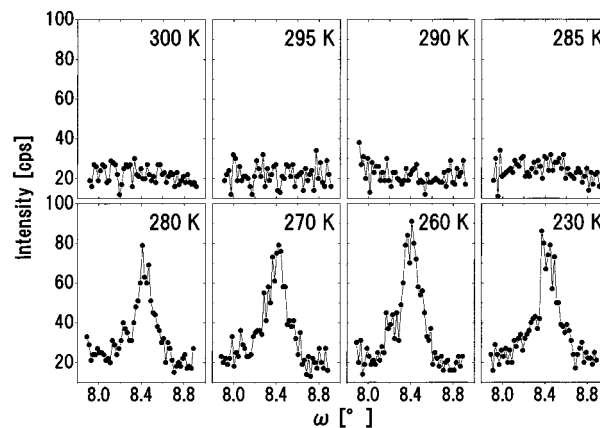 100
80
60
40
20
300 K
295 K
290 K
285 K
Intensity [cps]
100
80
60
40
20
280 K
270 K
260 K
230 K
8.0 8.4 8.8 8.0 8.4 8.8 8.0 8.4 8.8 8.0 8.4 8.8
ω [°]